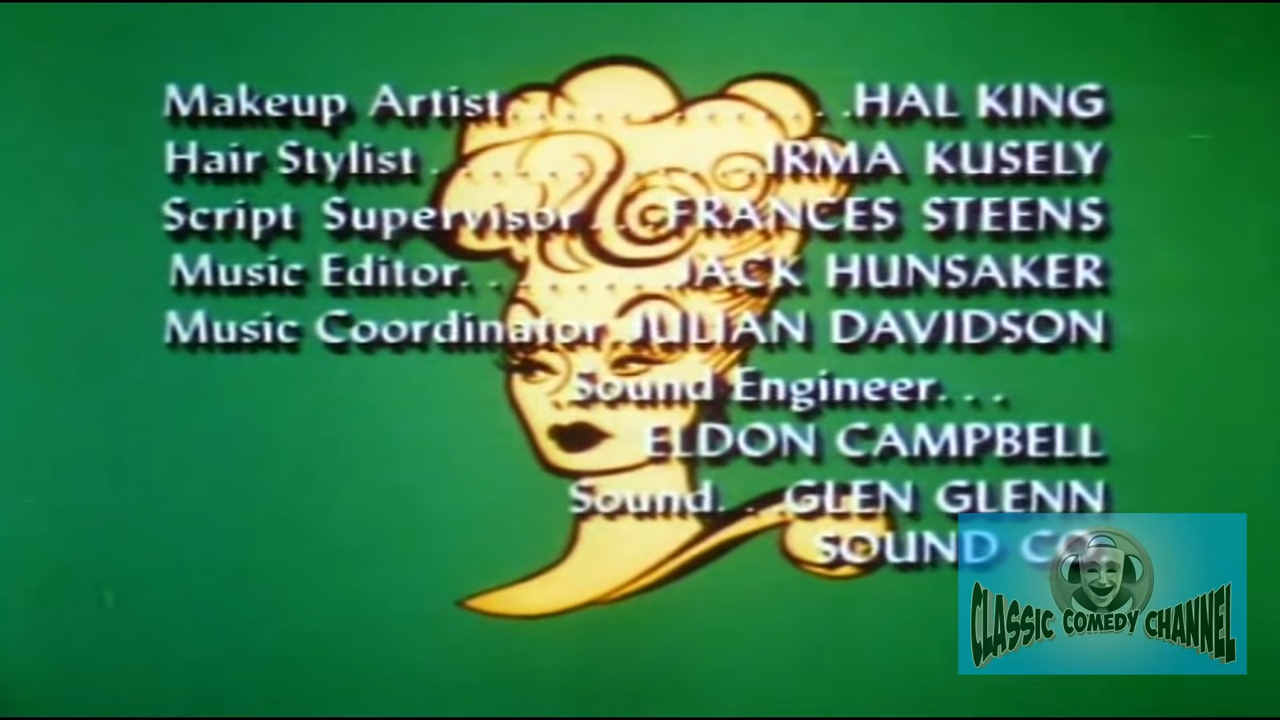 Makeup Artist. . . . . . . . . . . . .HAL KING
Hair Stylist . . . . . . . . . . .IRMA KUSELY
Script Supervisor . . . .FRANCES STEENS
Music Editor. . . . . . . . . .JACK HUNSAKER
Music Coordinator .JULIAN DAVIDSON
Sound Engineer. . .
ELDON CAMPBELL
Sound. . .GLEN GLENN
SOUND CO.
CLASSIC COMEDY CHANNEL